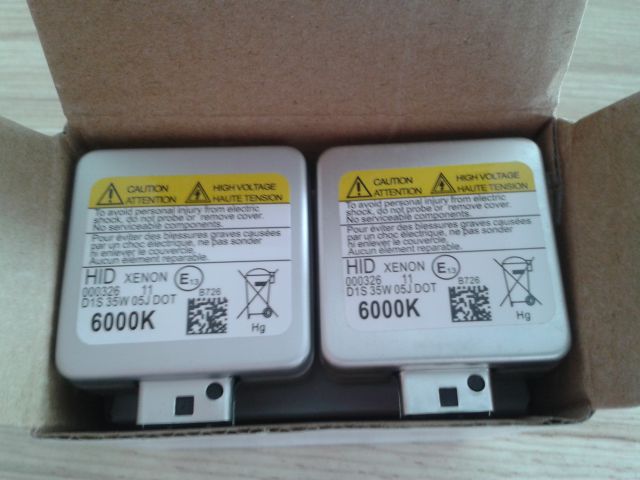 CAUTION HIGH VOLTAGE
ATTENTION HAUTE TENSION
To avoid personal injury from electric
shock, do not probe or remove cover.
No serviceable components.
Pour éviter des blessures graves causées
par un choc électrique, ne pas sonder
hi enlever le couvercle.
Aucun élément reparable.
HID XENON E13
000326 11 B726
D1S 35W 05J DOT
6000K
Hg
CAUTION HIGH VOLTAGE
ATTENTION HAUTE TENSION
To avoid personal injury from electric
shock, do not probe or remove cover.
No serviceable components.
Pour éviter des blessures graves causées
par un choc électrique, ne pas sonder
hi enlever le couvercle.
Aucun élément reparable.
HID XENON E13
000326 11 B726
D1S 35W 05J DOT
6000K
Hg